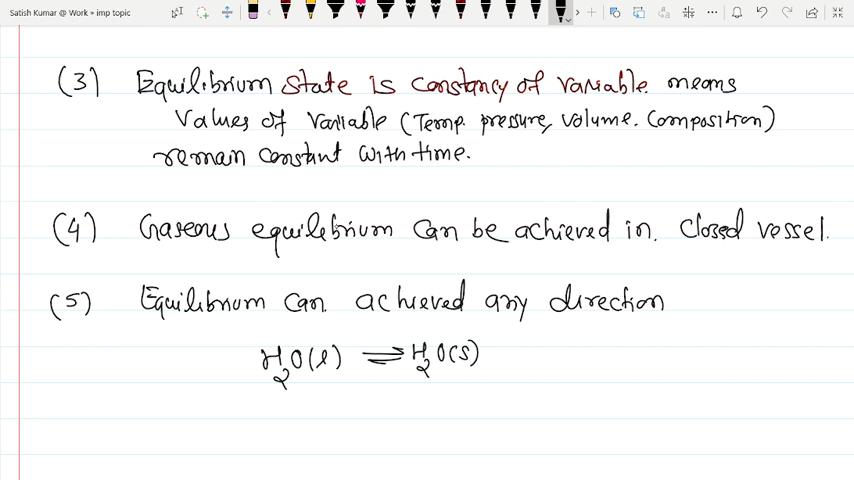 Satish Kumar @ Work » imp topic
(3) Equilibrium state is constancy of variable means
values of variable (Temp. pressure, volume. composition)
reman constant with time.
(4) Gaseous equilibrium can be achieved in. closed vessel.
(5) Equilibrium can achieved any direction
H₂O(l) ⇌ H₂O(s)